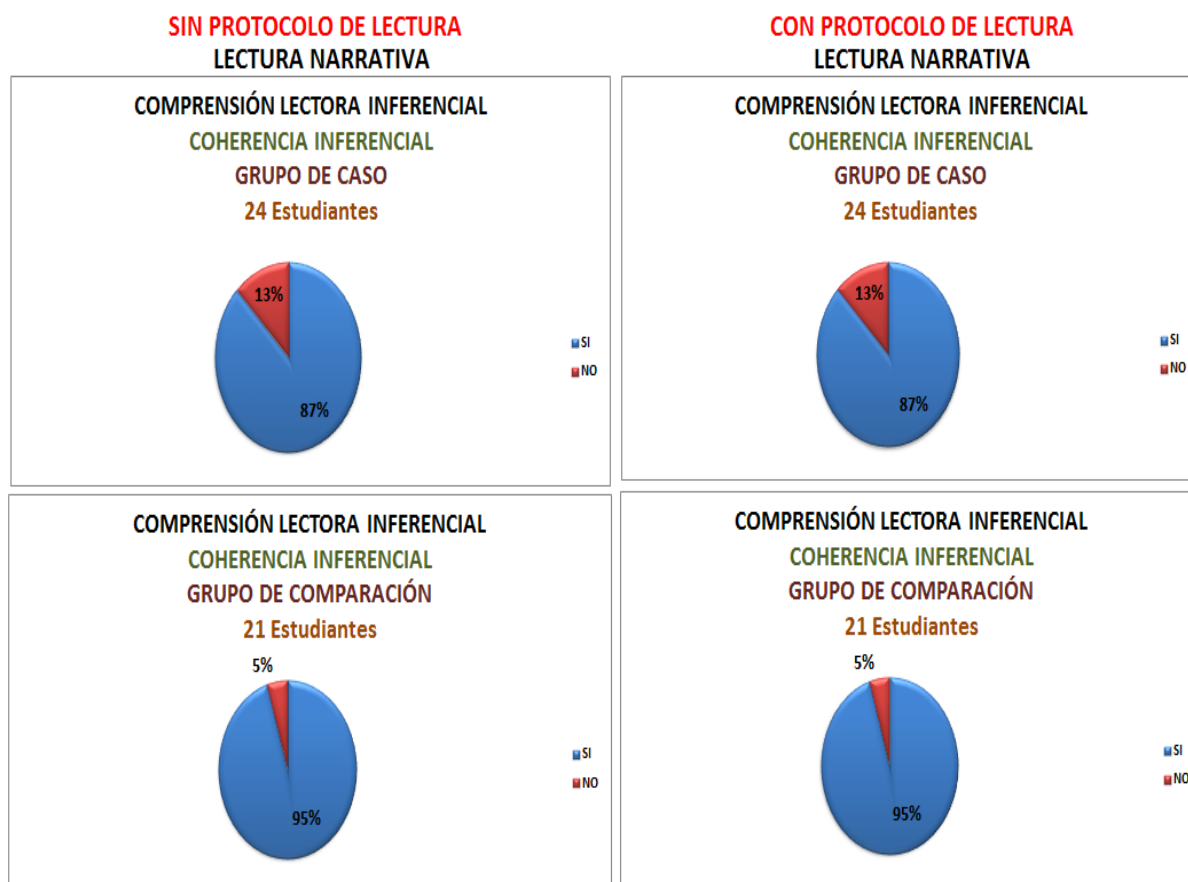 SIN PROTOCOLO DE LECTURA
LECTURA NARRATIVA
COMPRENSIÓN LECTORA INFERENCIAL
COHERENCIA INFERENCIAL
GRUPO DE CASO
24 Estudiantes
13%
87%
SI
NO
CON PROTOCOLO DE LECTURA
LECTURA NARRATIVA
COMPRENSIÓN LECTORA INFERENCIAL
COHERENCIA INFERENCIAL
GRUPO DE CASO
24 Estudiantes
13%
87%
SI
NO
COMPRENSIÓN LECTORA INFERENCIAL
COHERENCIA INFERENCIAL
GRUPO DE COMPARACIÓN
21 Estudiantes
5%
95%
SI
NO
COMPRENSIÓN LECTORA INFERENCIAL
COHERENCIA INFERENCIAL
GRUPO DE COMPARACIÓN
21 Estudiantes
5%
95%
SI
NO